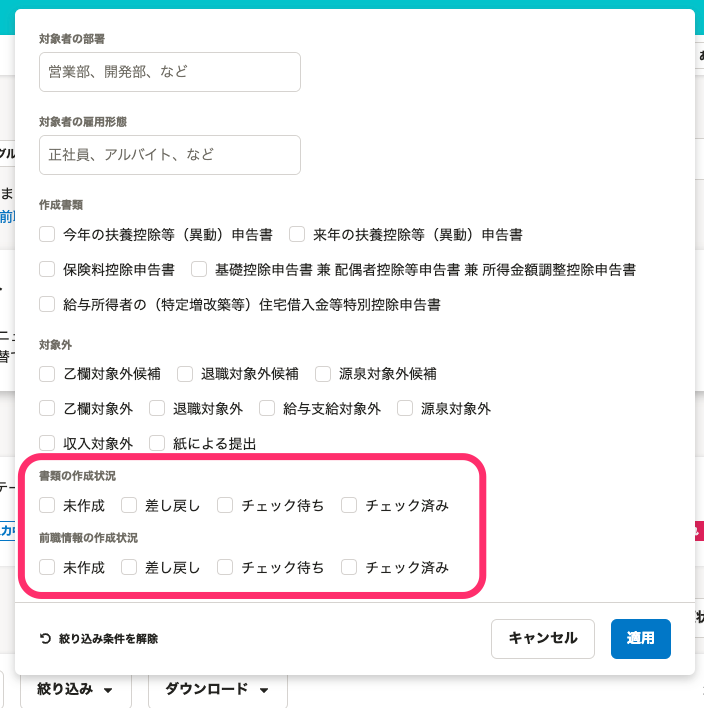 対象者の部署
営業部、開発部、など
対象者の雇用形態
正社員、アルバイト、など
作成書類
今年の扶養控除等（異動）申告書 来年の扶養控除等（異動）申告書
保険料控除申告書 基礎控除申告書 兼 配偶者控除等申告書 兼 所得金額調整控除申告書
給与所得者の（特定増改築等）住宅借入金等特別控除申告書
対象外
乙欄対象外候補 退職対象外候補 源泉対象外候補
乙欄対象外 退職対象外 給与支給対象外 源泉対象外
収入対象外 紙による提出
書類の作成状況
未作成 差し戻し チェック待ち チェック済み
前職情報の作成状況
未作成 差し戻し チェック待ち チェック済み
絞り込み条件を解除 キャンセル 適用
絞り込み ダウンロード